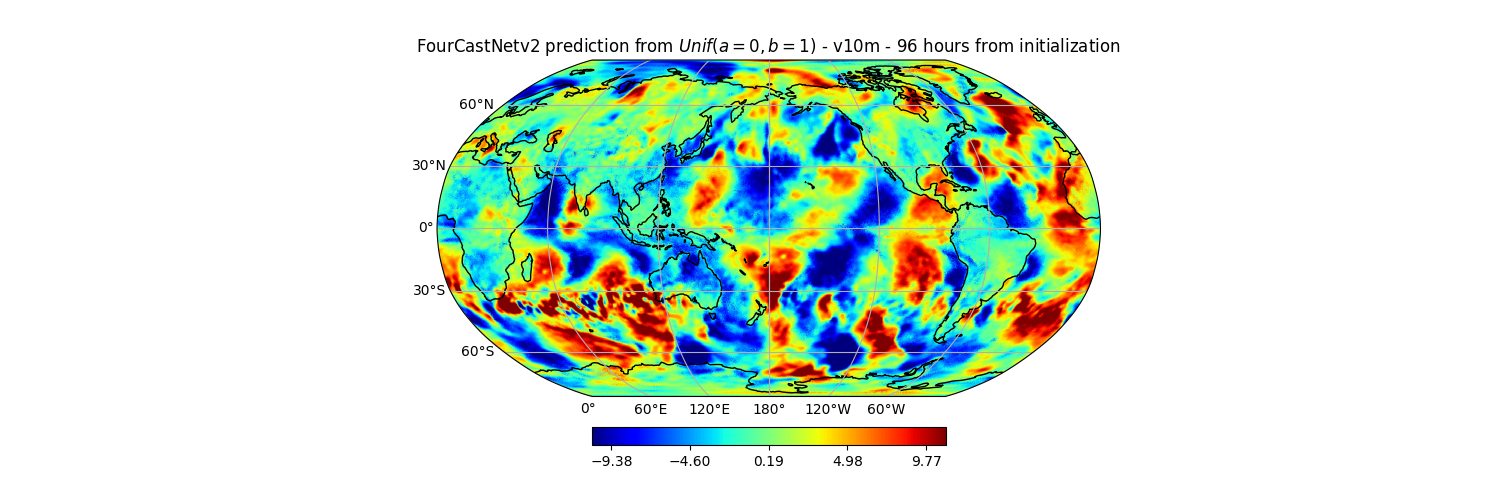 FourCastNetv2 prediction from Unif(a = 0, b = 1) - v10m - 96 hours from initialization
60°N
30°N
0°
30°S
60°S
0° 60°E 120°E 180° 120°W 60°W
−9.38 −4.60 0.19 4.98 9.77